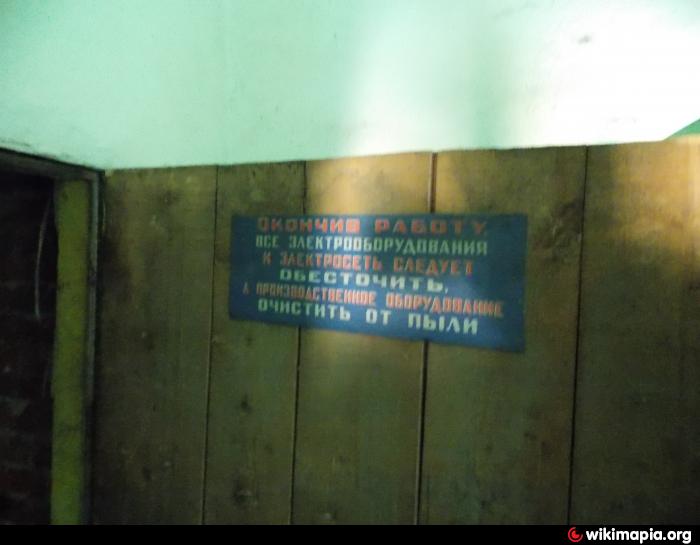 ОКОНЧИВ РАБОТУ,
ВСЕ ЭЛЕКТРООБОРУДОВАНИЯ
И ЭЛЕКТРОСЕТЬ СЛЕДУЕТ
ОБЕСТОЧИТЬ,
А ПРОИЗВОДСТВЕННОЕ ОБОРУДОВАНИЕ
ОЧИСТИТЬ ОТ ПЫЛИ
wikimapia.org